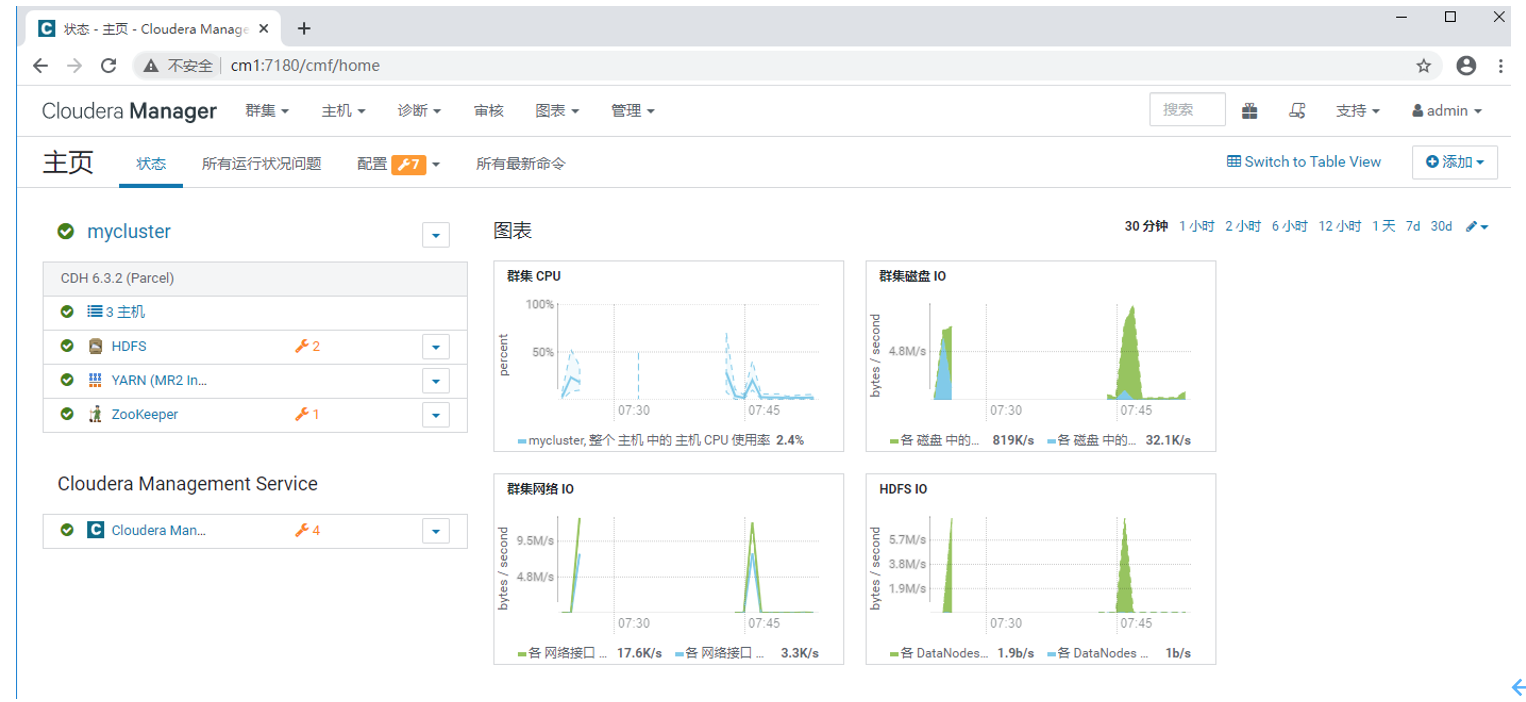 状态 - 主页 - Cloudera Manage
不安全 cm1:7180/cmf/home
Cloudera Manager 群集 主机 诊断 审核 图表 管理 搜索 支持 admin
主页 状态 所有运行状况问题 配置 7 所有最新命令 Switch to Table View 添加
mycluster
CDH 6.3.2 (Parcel)
3 主机
HDFS 2
YARN (MR2 In...
ZooKeeper 1
Cloudera Management Service
Cloudera Man... 4
图表 30 分钟 1 小时 2 小时 6 小时 12 小时 1 天 7d 30d
群集 CPU
percent
100%
50%
07:30 07:45
mycluster, 整个 主机 中的 主机 CPU 使用率 2.4%
群集磁盘 IO
bytes / second
4.8M/s
07:30 07:45
各 磁盘 中的... 819K/s 各 磁盘 中的... 32.1K/s
群集网络 IO
bytes / second
9.5M/s
4.8M/s
07:30 07:45
各 网络接口 ... 17.6K/s 各 网络接口 ... 3.3K/s
HDFS IO
bytes / second
5.7M/s
3.8M/s
1.9M/s
07:30 07:45
各 DataNodes... 1.9b/s 各 DataNodes ... 1b/s